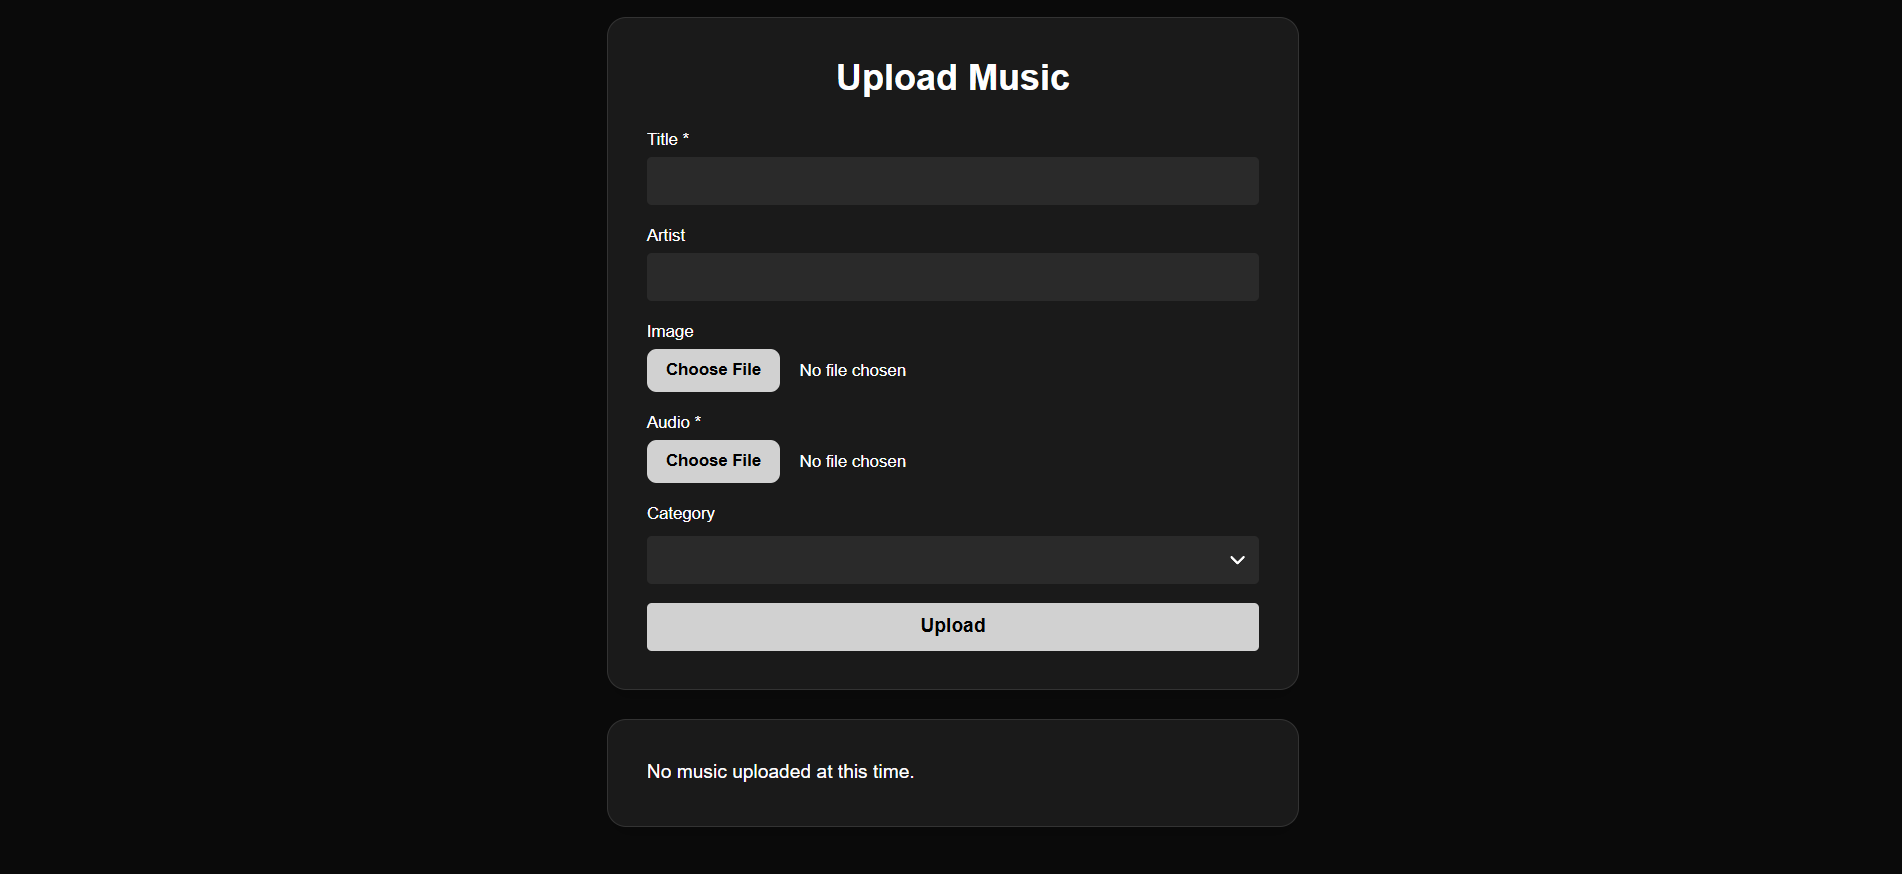 Upload Music
Title *
Artist
Image
Choose File No file chosen
Audio *
Choose File No file chosen
Category
Upload
No music uploaded at this time.